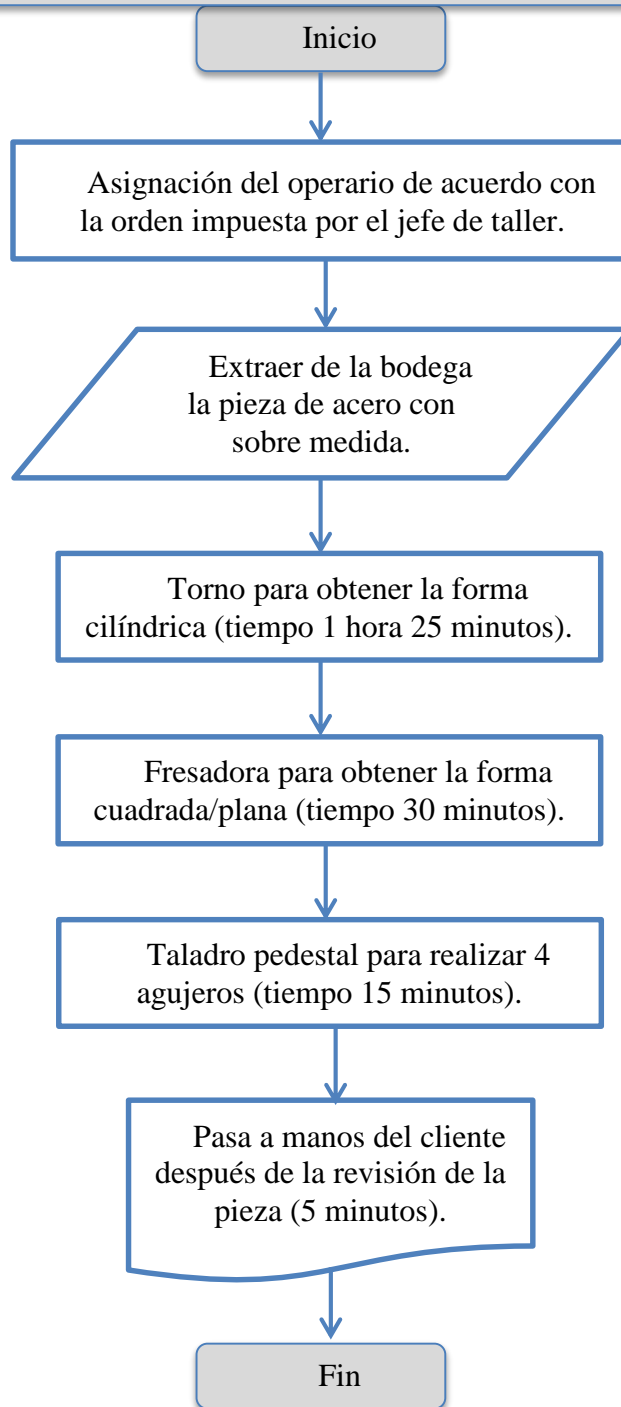 Inicio
Asignación del operario de acuerdo con
la orden impuesta por el jefe de taller.
Extraer de la bodega
la pieza de acero con
sobre medida.
Torno para obtener la forma
cilíndrica (tiempo 1 hora 25 minutos).
Fresadora para obtener la forma
cuadrada/plana (tiempo 30 minutos).
Taladro pedestal para realizar 4
agujeros (tiempo 15 minutos).
Pasa a manos del cliente
después de la revisión de la
pieza (5 minutos).
Fin